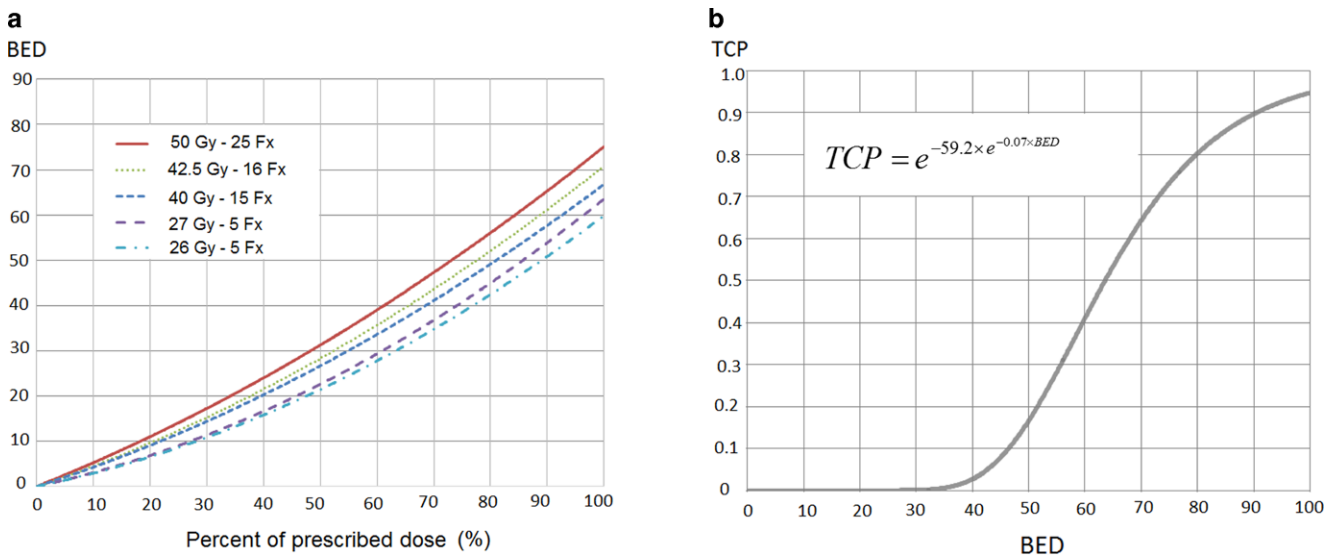 a
BED
90
80
70
60
50
40
30
20
10
0
50 Gy - 25 Fx
42.5 Gy - 16 Fx
40 Gy - 15 Fx
27 Gy - 5 Fx
26 Gy - 5 Fx
0 10 20 30 40 50 60 70 80 90 100
Percent of prescribed dose (%)
b
TCP
1.0
0.9
0.8
0.7
0.6
0.5
0.4
0.3
0.2
0.1
0
TCP = e^{-59.2×e^{-0.07×BED}}
0 10 20 30 40 50 60 70 80 90 100
BED